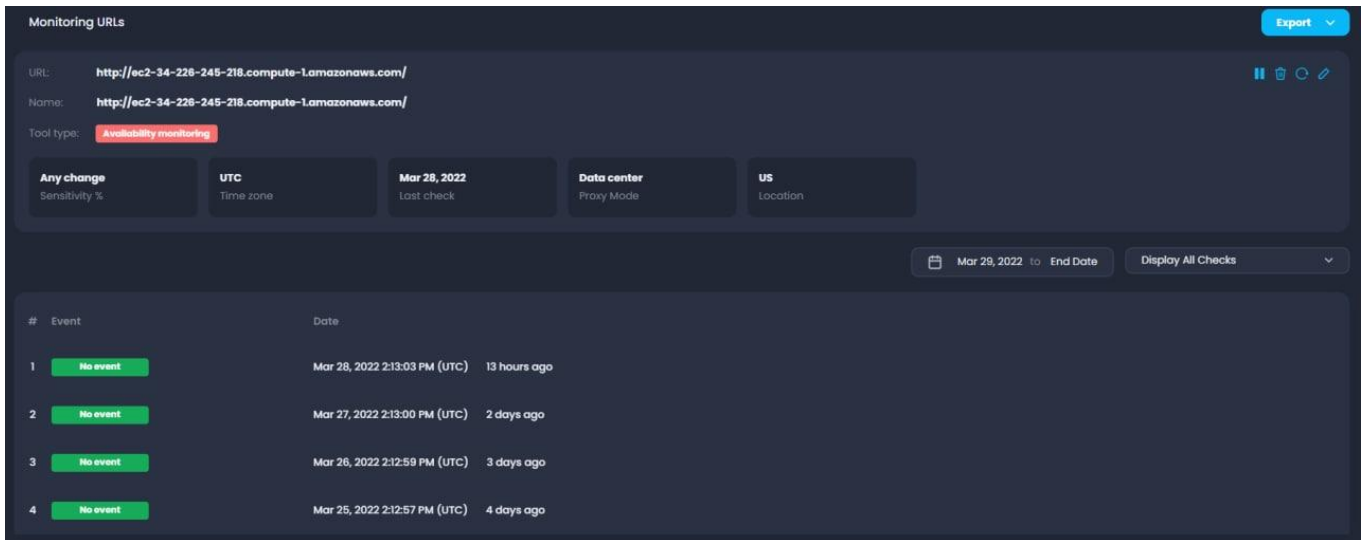 Monitoring URLs
Export
URL: http://ec2-34-226-245-218.compute-1.amazonaws.com/
Name: http://ec2-34-226-245-218.compute-1.amazonaws.com/
Tool type: Availability monitoring
Any change UTC Mar 28, 2022 Data center US
Sensitivity % Time zone Last check Proxy Mode Location
Mar 29, 2022 to End Date Display All Checks
# Event Date
1 No event Mar 28, 2022 2:13:03 PM (UTC) 13 hours ago
2 No event Mar 27, 2022 2:13:00 PM (UTC) 2 days ago
3 No event Mar 26, 2022 2:12:59 PM (UTC) 3 days ago
4 No event Mar 25, 2022 2:12:57 PM (UTC) 4 days ago